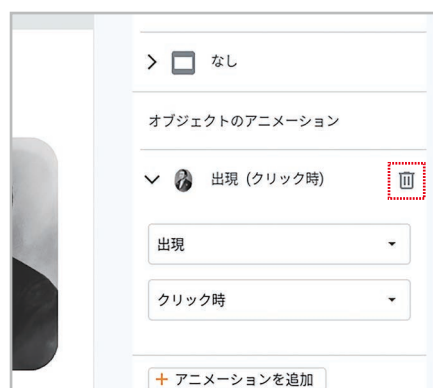 なし
オブジェクトのアニメーション
出現 (クリック時)
出現
クリック時
+ アニメーションを追加